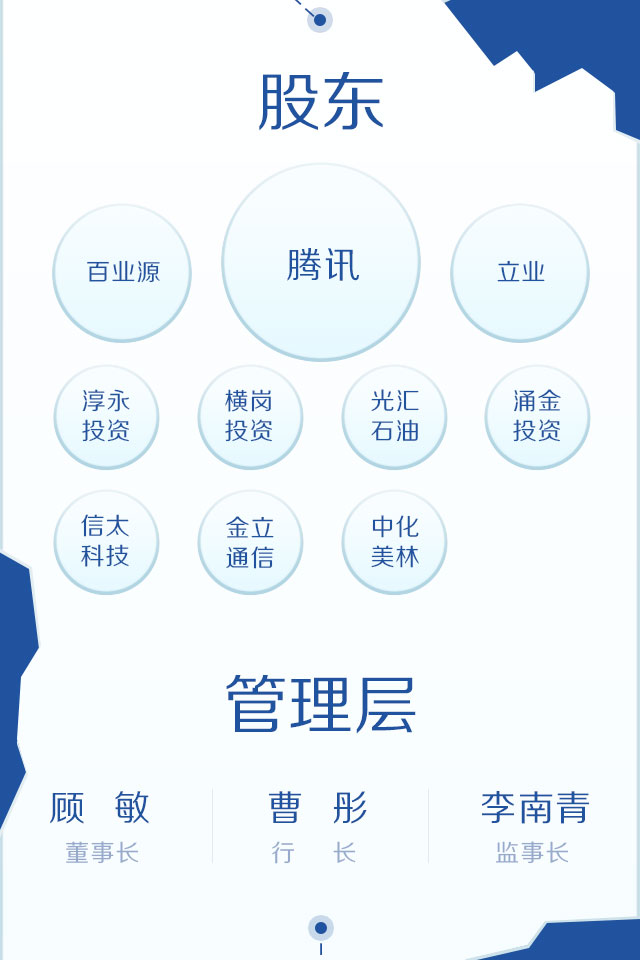 股东
百业源
腾讯
立业
淳永
投资
横岗
投资
光汇
石油
涌金
投资
信太
科技
金立
通信
中化
美林
管理层
顾 敏
董事长
曹 彤
行 长
李南青
监事长